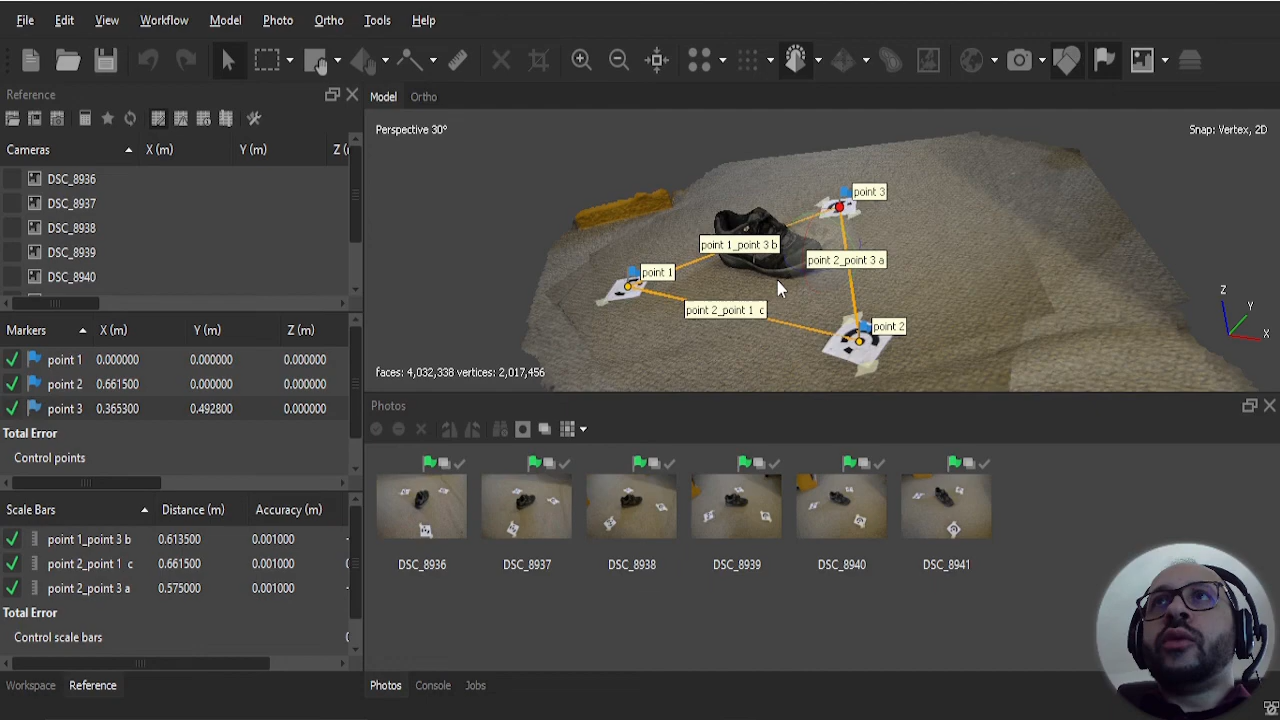 File Edit View Workflow Model Photo Ortho Tools Help
Reference
Model Ortho
Cameras X (m) Y (m) Z (
DSC_8936
DSC_8937
DSC_8938
DSC_8939
DSC_8940
Markers X (m) Y (m) Z (m)
point 1 0.000000 0.000000 0.000000
point 2 0.661500 0.000000 0.000000
point 3 0.365300 0.492800 0.000000
Total Error
Control points
Scale Bars Distance (m) Accuracy (m)
point 1_point 3 b 0.613500 0.001000
point 2_point 1 c 0.661500 0.001000
point 2_point 3 a 0.575000 0.001000
Total Error
Control scale bars
Workspace Reference
Perspective 30°
Snap: Vertex, 2D
point 3
point 1_point 3 b
point 2_point 3 a
point 1
point 2_point 1 c
point 2
Z
Y
X
faces: 4,032,338 vertices: 2,017,456
Photos
DSC_8936 DSC_8937 DSC_8938 DSC_8939 DSC_8940 DSC_8941
Photos Console Jobs